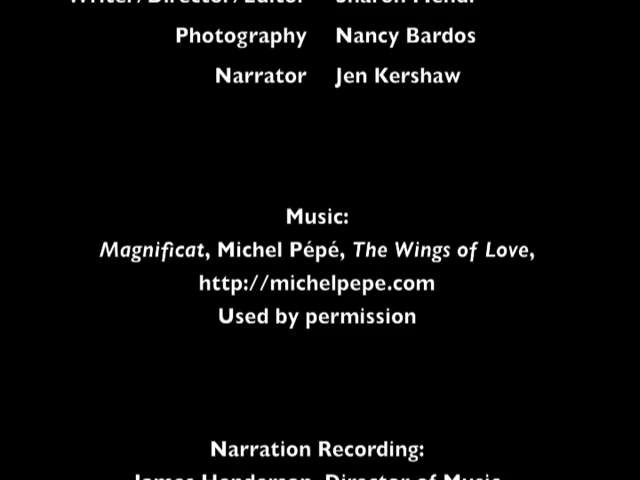 Writer/Director/Editor Sharon Mendi
Photography Nancy Bardos
Narrator Jen Kershaw
Music:
Magnificat, Michel Pépé, The Wings of Love,
http://michelpepe.com
Used by permission
Narration Recording:
James Henderson, Director of Music